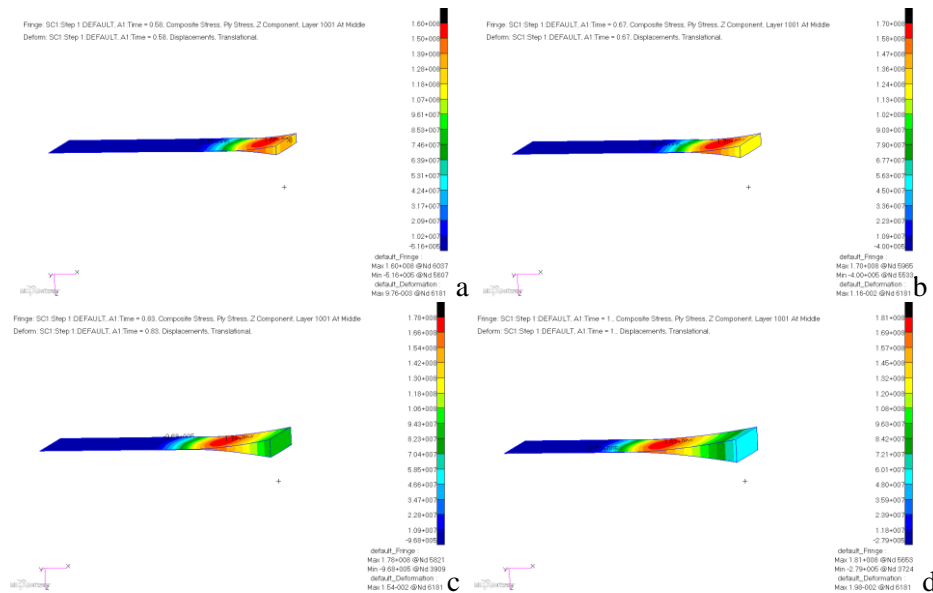 Fringe: SC1:Step 1:DEFAULT, A1:Time = 0.58, Composite Stress, Ply Stress, Z Component, Layer 1001 At Middle
Deform: SC1:Step 1:DEFAULT, A1:Time = 0.58, Displacements, Translational,
1.60+008
1.50+008
1.39+008
1.28+008
1.18+008
1.07+008
9.61+007
8.53+007
7.46+007
6.39+007
5.31+007
4.24+007
3.17+007
2.09+007
1.02+007
-5.16+005
default_Fringe :
Max 1.60+008 @Nd 6037
Min -5.16+005 @Nd 5607
default_Deformation :
Max 9.76-003 @Nd 6181
Y X
Z
a
Fringe: SC1:Step 1:DEFAULT, A1:Time = 0.67, Composite Stress, Ply Stress, Z Component, Layer 1001 At Middle
Deform: SC1:Step 1:DEFAULT, A1:Time = 0.67, Displacements, Translational,
1.70+008
1.58+008
1.47+008
1.36+008
1.24+008
1.13+008
1.02+008
9.03+007
7.90+007
6.77+007
5.63+007
4.50+007
3.36+007
2.23+007
1.09+007
-4.00+005
default_Fringe :
Max 1.70+008 @Nd 5965
Min -4.00+005 @Nd 5533
default_Deformation :
Max 1.16-002 @Nd 6181
Y X
Z
b
Fringe: SC1:Step 1:DEFAULT, A1:Time = 0.83, Composite Stress, Ply Stress, Z Component, Layer 1001 At Middle
Deform: SC1:Step 1:DEFAULT, A1:Time = 0.83, Displacements, Translational,
1.78+008
1.66+008
1.54+008
1.42+008
1.30+008
1.18+008
1.06+008
9.43+007
8.23+007
7.04+007
5.85+007
4.66+007
3.47+007
2.28+007
1.09+007
-9.68+005
default_Fringe :
Max 1.78+008 @Nd 5821
Min -9.68+005 @Nd 3909
default_Deformation :
Max 1.54-002 @Nd 6181
Y X
Z
c
Fringe: SC1:Step 1:DEFAULT, A1:Time = 1., Composite Stress, Ply Stress, Z Component, Layer 1001 At Middle
Deform: SC1:Step 1:DEFAULT, A1:Time = 1., Displacements, Translational,
1.81+008
1.69+008
1.57+008
1.45+008
1.33+008
1.21+008
1.08+008
9.63+007
8.42+007
7.21+007
6.01+007
4.80+007
3.59+007
2.39+007
1.18+007
-2.79+005
default_Fringe :
Max 1.81+008 @Nd 5653
Min -2.79+005 @Nd 3724
default_Deformation :
Max 1.98-002 @Nd 6181
Y X
Z
d